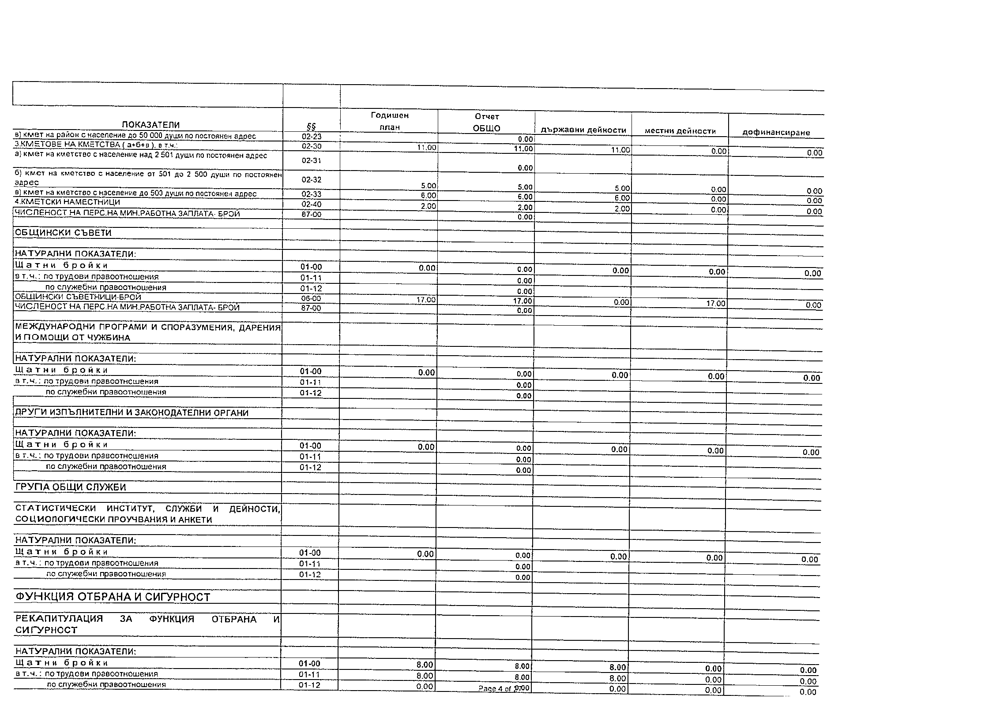 ПОКАЗАТЕЛИ §§ Годишен план Отчет ОБЩО държавни дейности местни дейности дофинансиране
в) кмет на район с население до 50 000 души по постоянен адрес 02-23 0.00
3.КМЕТОВЕ НА КМЕТСТВА ( а+б+в ), в т.ч.: 02-30 11.00 11.00 11.00 0.00 0.00
а) кмет на кметство с население над 2 501 души по постоянен адрес 02-31 0.00
б) кмет на кметство с население от 501 до 2 500 души по постоянен
адрес 02-32 5.00 5.00 5.00 0.00 0.00
в) кмет на кметство с население до 500 души по постоянен адрес 02-33 6.00 6.00 6.00 0.00 0.00
4.КМЕТСКИ НАМЕСТНИЦИ 02-40 2.00 2.00 2.00 0.00 0.00
ЧИСЛЕНОСТ НА ПЕРС.НА МИН.РАБОТНА ЗАПЛАТА- БРОЙ 87-00 0.00
ОБЩИНСКИ СЪВЕТИ
НАТУРАЛНИ ПОКАЗАТЕЛИ:
Щатни бройки 01-00 0.00 0.00 0.00 0.00 0.00
в т.ч. : по трудови правоотношения 01-11 0.00
по служебни правоотношения 01-12 0.00
ОБЩИНСКИ СЪВЕТНИЦИ-БРОЙ 06-00 17.00 17.00 0.00 17.00 0.00
ЧИСЛЕНОСТ НА ПЕРС.НА МИН.РАБОТНА ЗАПЛАТА- БРОЙ 87-00 0.00
МЕЖДУНАРОДНИ ПРОГРАМИ И СПОРАЗУМЕНИЯ, ДАРЕНИЯ
И ПОМОЩИ ОТ ЧУЖБИНА
НАТУРАЛНИ ПОКАЗАТЕЛИ:
Щатни бройки 01-00 0.00 0.00 0.00 0.00 0.00
в т.ч. : по трудови правоотношения 01-11 0.00
по служебни правоотношения 01-12 0.00
ДРУГИ ИЗПЪЛНИТЕЛНИ И ЗАКОНОДАТЕЛНИ ОРГАНИ
НАТУРАЛНИ ПОКАЗАТЕЛИ:
Щатни бройки 01-00 0.00 0.00 0.00 0.00 0.00
в т.ч. : по трудови правоотношения 01-11 0.00
по служебни правоотношения 01-12 0.00
ГРУПА ОБЩИ СЛУЖБИ
СТАТИСТИЧЕСКИ ИНСТИТУТ, СЛУЖБИ И ДЕЙНОСТИ,
СОЦИОЛОГИЧЕСКИ ПРОУЧВАНИЯ И АНКЕТИ
НАТУРАЛНИ ПОКАЗАТЕЛИ:
Щатни бройки 01-00 0.00 0.00 0.00 0.00 0.00
в т.ч. : по трудови правоотношения 01-11 0.00
по служебни правоотношения 01-12 0.00
ФУНКЦИЯ ОТБРАНА И СИГУРНОСТ
РЕКАПИТУЛАЦИЯ ЗА ФУНКЦИЯ ОТБРАНА И
СИГУРНОСТ
НАТУРАЛНИ ПОКАЗАТЕЛИ:
Щатни бройки 01-00 8.00 8.00 8.00 0.00 0.00
в т.ч. : по трудови правоотношения 01-11 8.00 8.00 8.00 0.00 0.00
по служебни правоотношения 01-12 0.00 0.00 0.00 0.00 0.00
Page 4 of